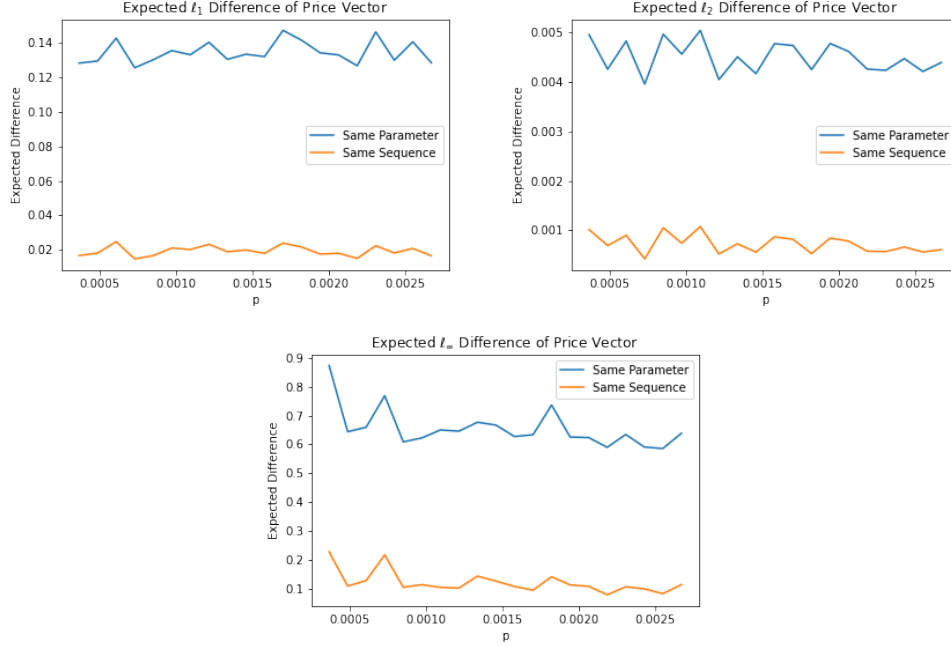 Expected ℓ₁ Difference of Price Vector
Expected Difference
0.14
0.12
0.10
0.08
0.06
0.04
0.02
Same Parameter
Same Sequence
0.0005 0.0010 0.0015 0.0020 0.0025
p
Expected ℓ₂ Difference of Price Vector
Expected Difference
0.005
0.004
0.003
0.002
0.001
Same Parameter
Same Sequence
0.0005 0.0010 0.0015 0.0020 0.0025
p
Expected ℓ∞ Difference of Price Vector
Expected Difference
0.9
0.8
0.7
0.6
0.5
0.4
0.3
0.2
0.1
Same Parameter
Same Sequence
0.0005 0.0010 0.0015 0.0020 0.0025
p